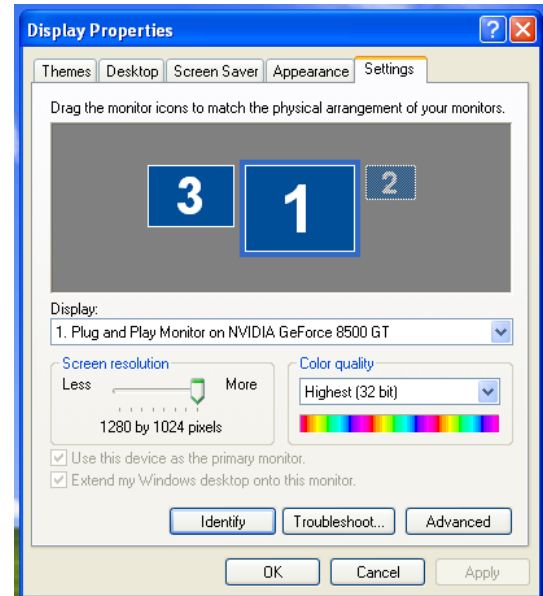 Display Properties
Themes Desktop Screen Saver Appearance Settings
Drag the monitor icons to match the physical arrangement of your monitors.
3 1 2
Display:
1. Plug and Play Monitor on NVIDIA GeForce 8500 GT
Screen resolution
Less More
1280 by 1024 pixels
Color quality
Highest (32 bit)
Use this device as the primary monitor.
Extend my Windows desktop onto this monitor.
Identify Troubleshoot... Advanced
OK Cancel Apply